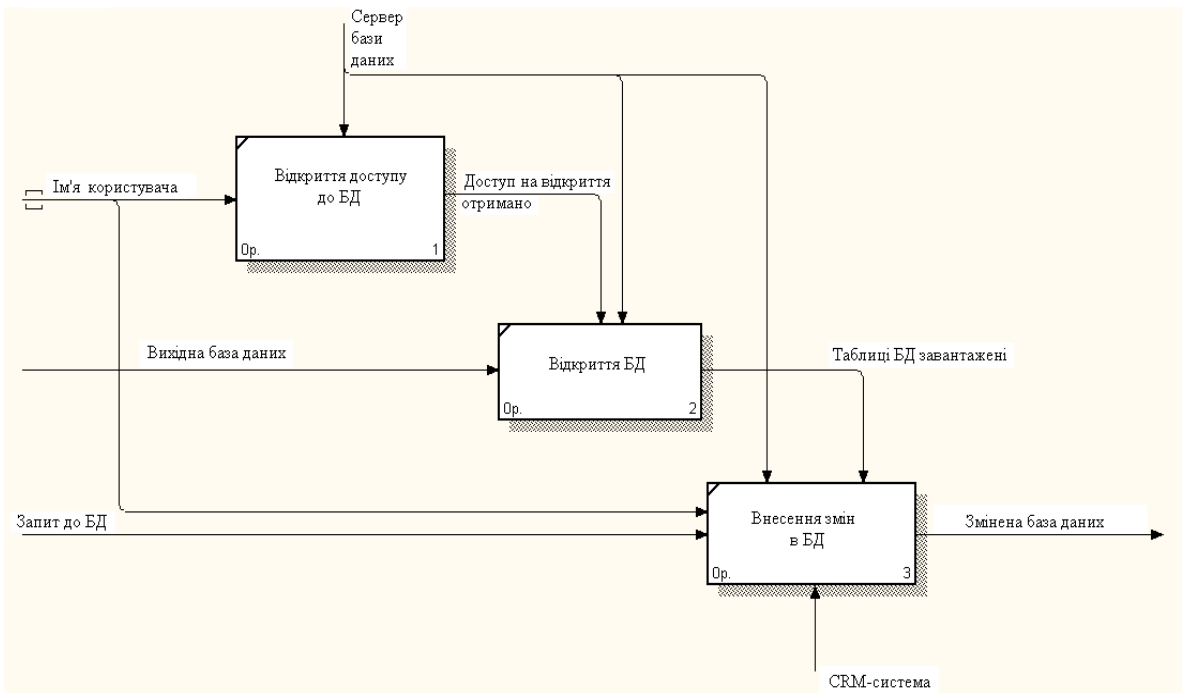 Сервер
бази
даних
Відкриття доступу
до БД
0р.
1
Ім'я користувача
Доступ на відкриття
отримано
Вихідна база даних
Відкриття БД
0р.
2
Таблиці БД завантажені
Запит до БД
Внесення змін
в БД
0р.
3
Змінена база даних
CRM-система